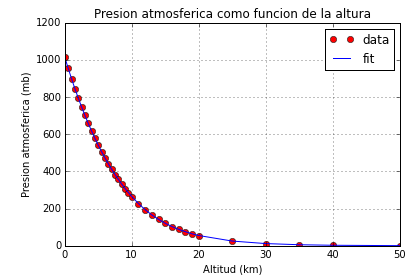 Presion atmosferica como funcion de la altura
1200
1000
800
600
400
200
0
Presion atmosferica (mb)
data
fit
0 10 20 30 40 50
Altitud (km)